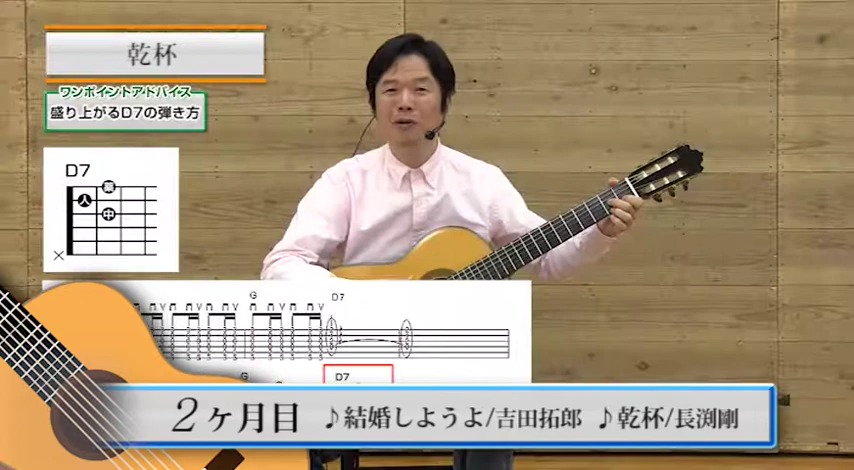 乾杯
ワンポイントアドバイス
盛り上がるD7の弾き方
D7
薬
人
中
×
G
D7
G
D7
2ヶ月目 ♪結婚しようよ/吉田拓郎 ♪乾杯/長渕剛